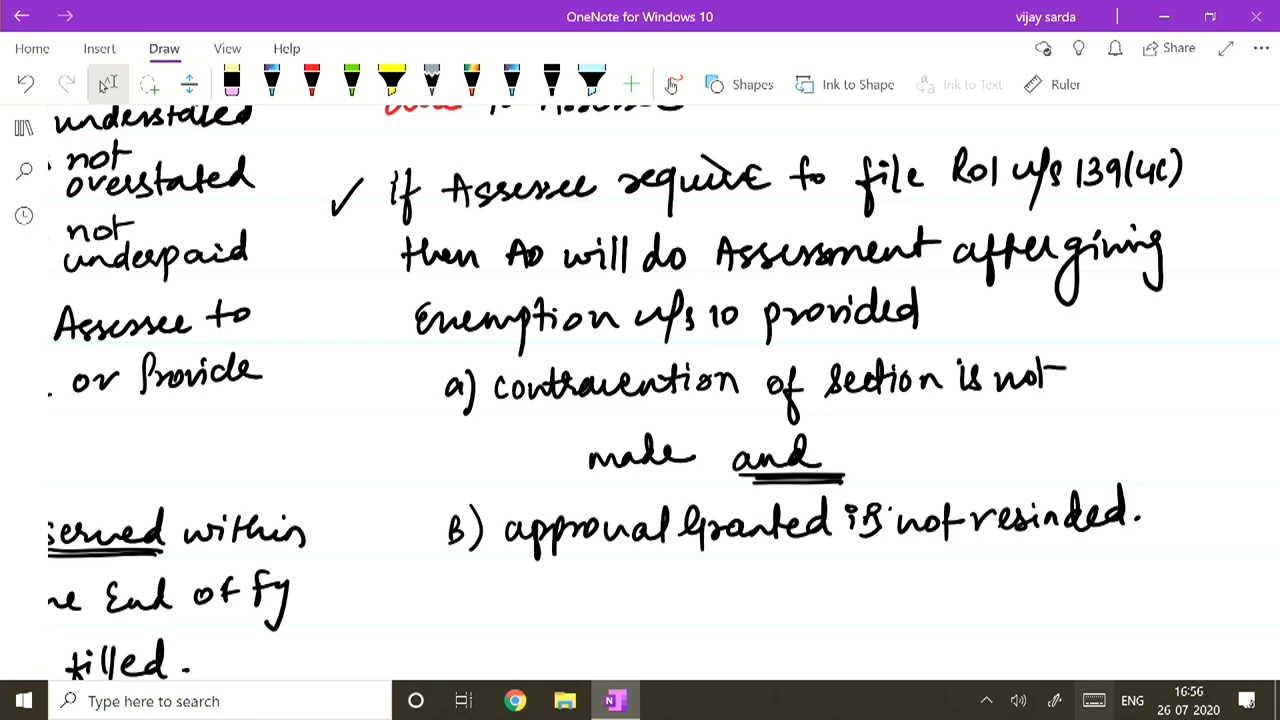 OneNote for Windows 10
vijay sarda
Home Insert Draw View Help
Share
Shapes
Ink to Shape
Ink to Text
Ruler
understated
not
overstated
not
underpaid
Assessee to
or Provide
served within
End of fy
filled.
to Assessee
✓ if Assessee require to file RoI u/s 139(4C)
then AO will do Assessment after giving
Exemption u/s 10 provided
a) contravention of section is not
made and
B) approval Granted is not resinded.
Type here to search
ENG
16:56
26-07-2020